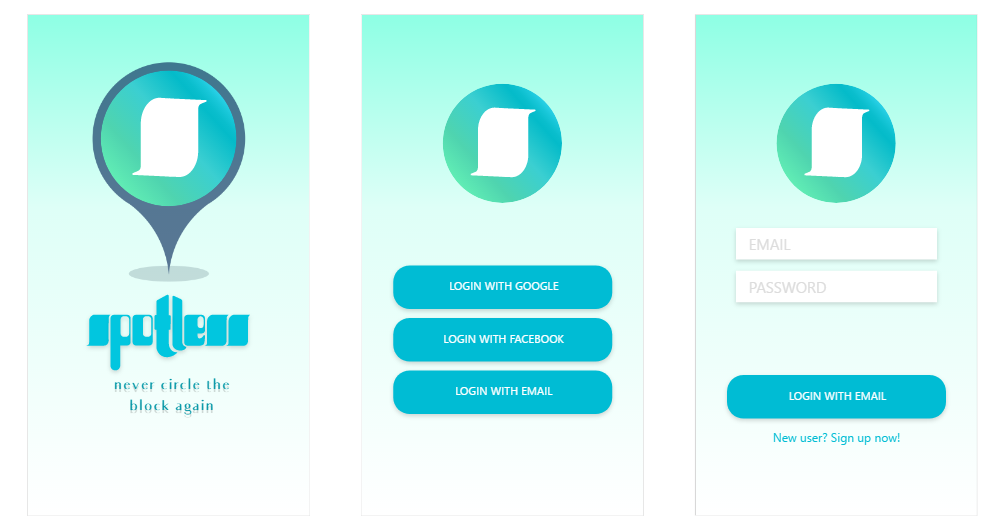 spotless
never circle the
block again
LOGIN WITH GOOGLE
LOGIN WITH FACEBOOK
LOGIN WITH EMAIL
EMAIL
PASSWORD
LOGIN WITH EMAIL
New user? Sign up now!